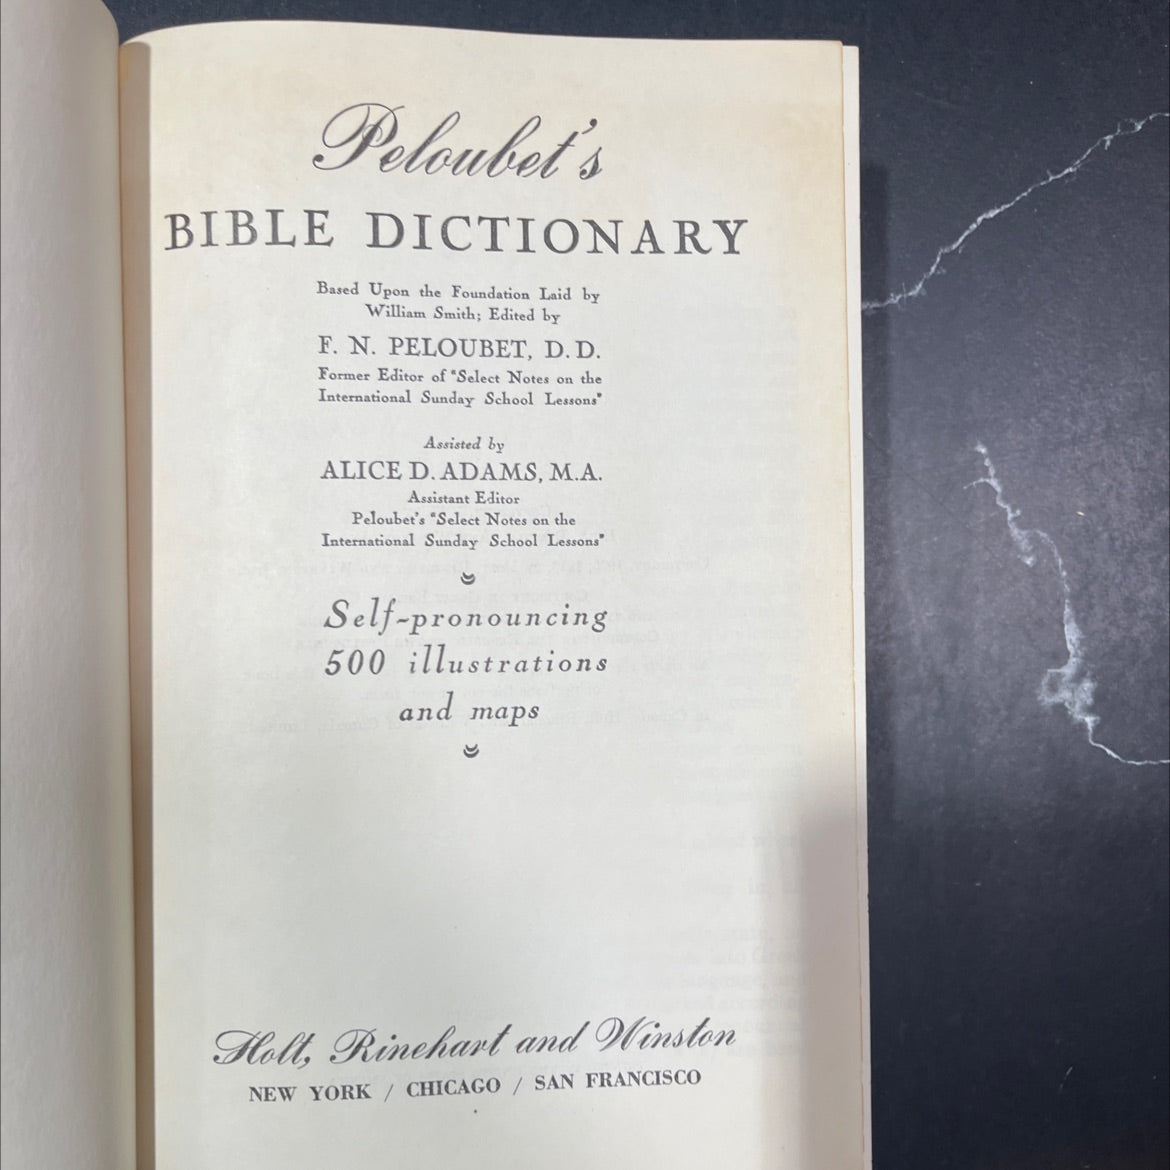 Peloubet's
BIBLE DICTIONARY
Based Upon the Foundation Laid by
William Smith; Edited by
F. N. PELOUBET, D. D.
Former Editor of "Select Notes on the
International Sunday School Lessons"
Assisted by
ALICE D. ADAMS, M.A.
Assistant Editor
Peloubet's "Select Notes on the
International Sunday School Lessons"
Self-pronouncing
500 illustrations
and maps
Holt, Rinehart and Winston
NEW YORK / CHICAGO / SAN FRANCISCO